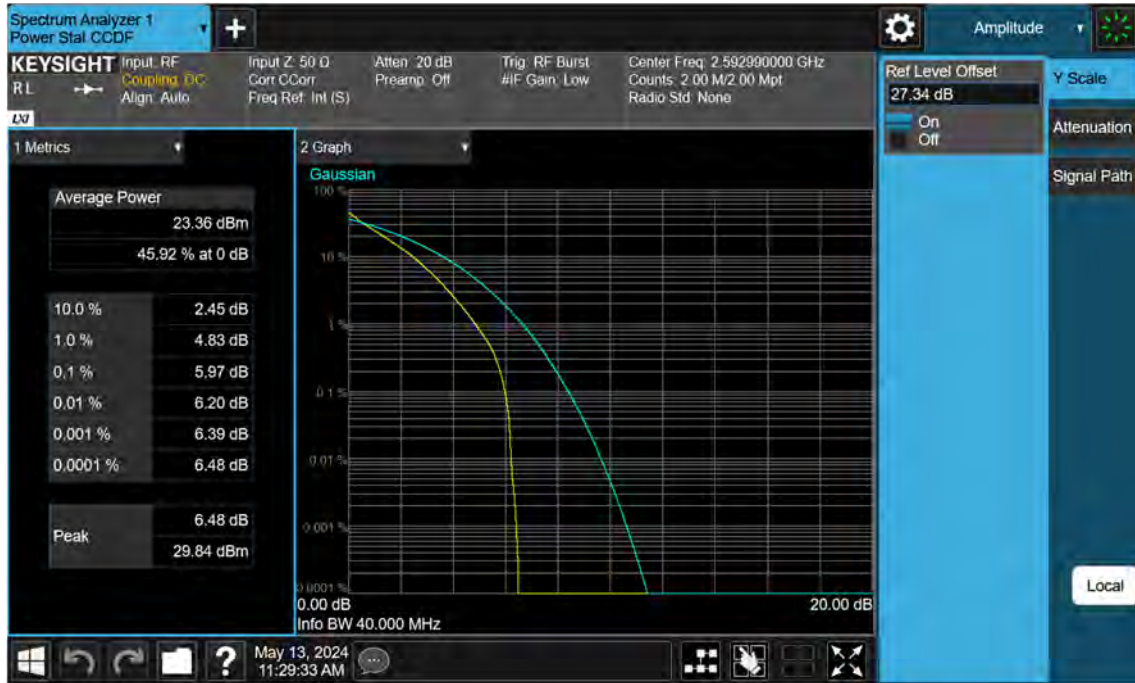 Spectrum Analyzer 1
Power Stat CCDF
+
Amplitude
KEYSIGHT
Input: RF
Input Z: 50 Ω
Atten: 20 dB
Trig: RF Burst
Center Freq: 2.592990000 GHz
RL
Coupling: DC
Corr CCorr
Preamp: Off
#IF Gain: Low
Counts: 2.00 M/2.00 Mpt
Align: Auto
Freq Ref: Int (S)
Radio Std: None
LXI
Ref Level Offset
27.34 dB
On
Off
Y Scale
Attenuation
Signal Path
1 Metrics
Average Power
23.36 dBm
45.92 % at 0 dB
10.0 % 2.45 dB
1.0 % 4.83 dB
0.1 % 5.97 dB
0.01 % 6.20 dB
0.001 % 6.39 dB
0.0001 % 6.48 dB
Peak
6.48 dB
29.84 dBm
2 Graph
Gaussian
100 %
10 %
1 %
0.1 %
0.01 %
0.001 %
0.0001 %
0.00 dB
20.00 dB
Info BW 40.000 MHz
Local
?
May 13, 2024
11:29:33 AM